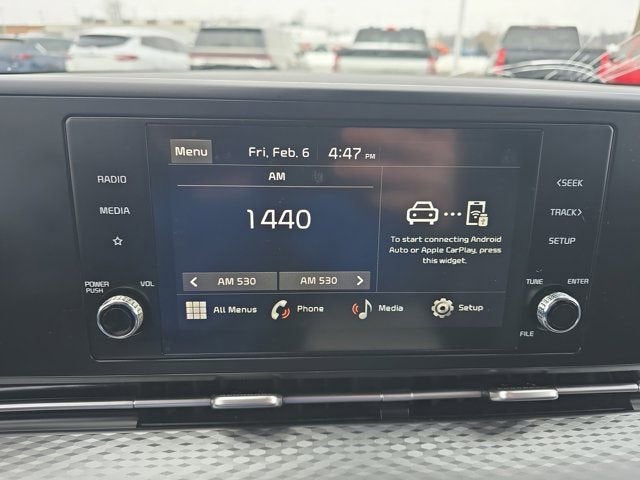 Menu Fri, Feb. 6 4:47 PM
AM
1440
< AM 530 AM 530 >
To start connecting Android
Auto or Apple CarPlay, press
this widget.
All Menus Phone Media Setup
RADIO
MEDIA
☆
POWER
PUSH
VOL
<SEEK
TRACK>
SETUP
TUNE
ENTER
FILE